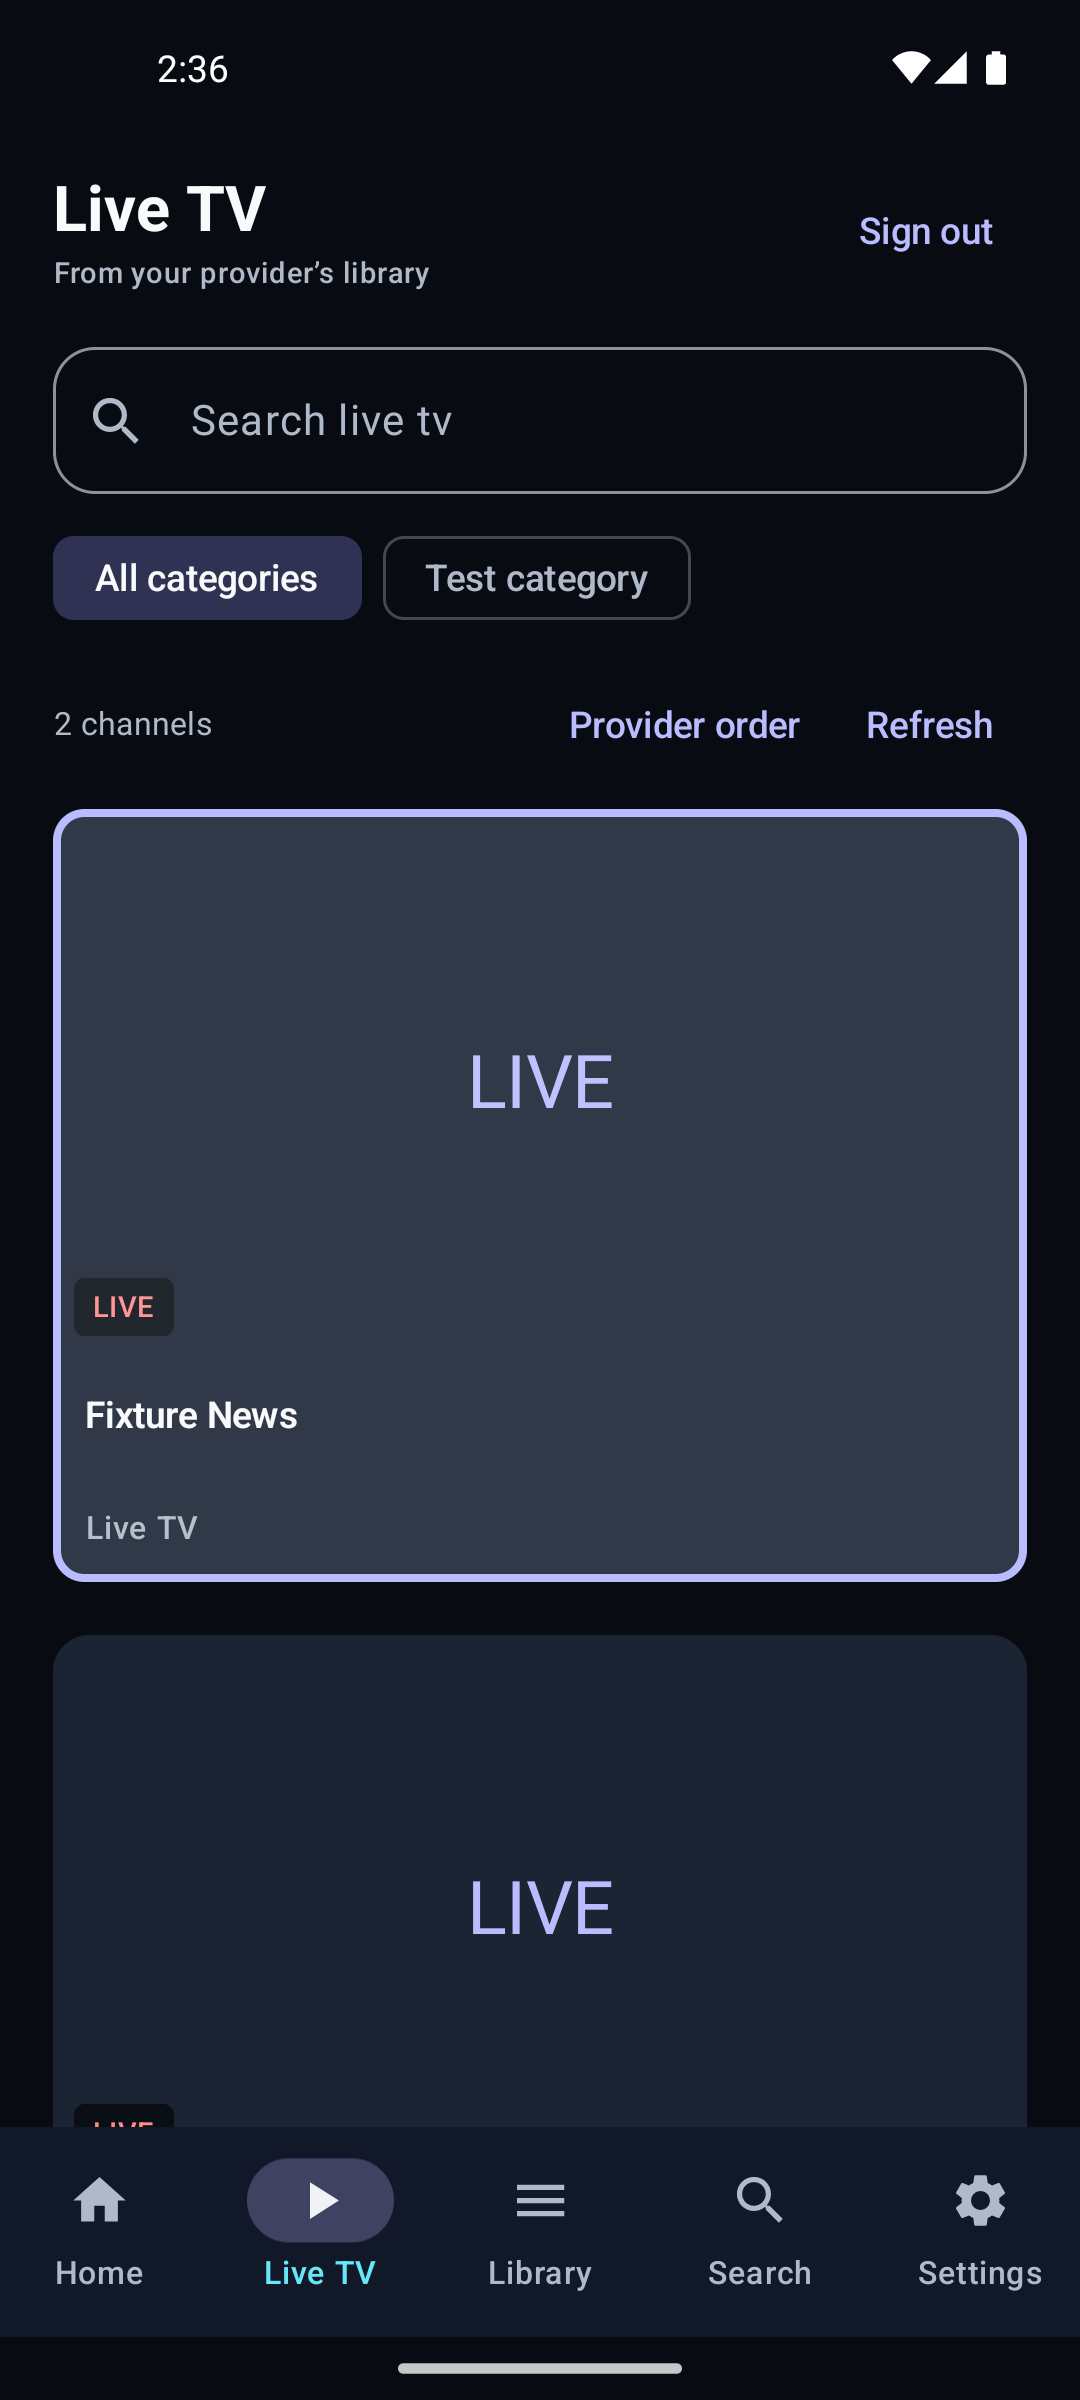 2:36
Live TV
Sign out
From your provider’s library
Search live tv
All categories
Test category
2 channels
Provider order
Refresh
LIVE
LIVE
Fixture News
Live TV
LIVE
LIVE
Home
Live TV
Library
Search
Settings